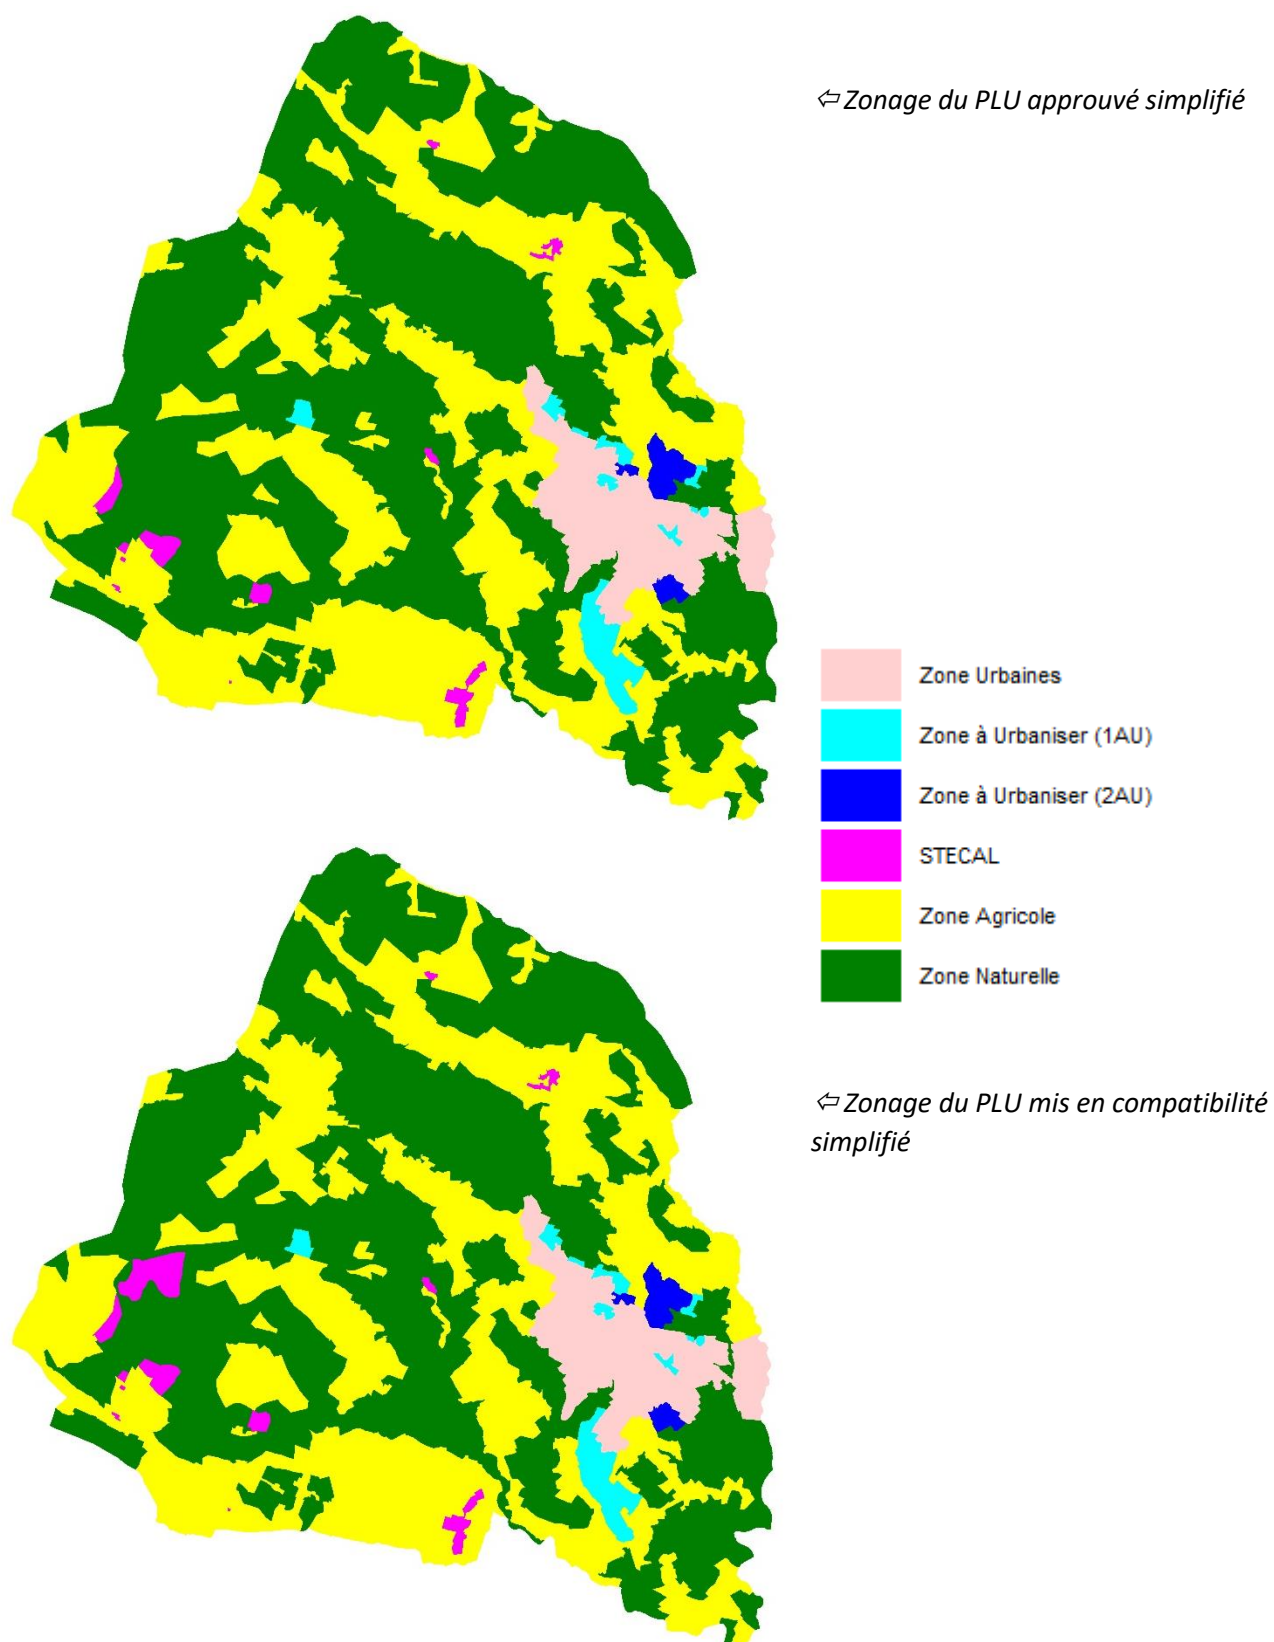 ⇦ Zonage du PLU approuvé simplifié
Zone Urbaines
Zone à Urbaniser (1AU)
Zone à Urbaniser (2AU)
STECAL
Zone Agricole
Zone Naturelle
⇦ Zonage du PLU mis en compatibilité
simplifié